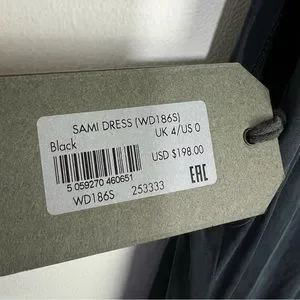 SAMI DRESS (WD186S)
Black UK 4/US 0
USD $198.00
5 059270 460651
WD186S 253333
EAC